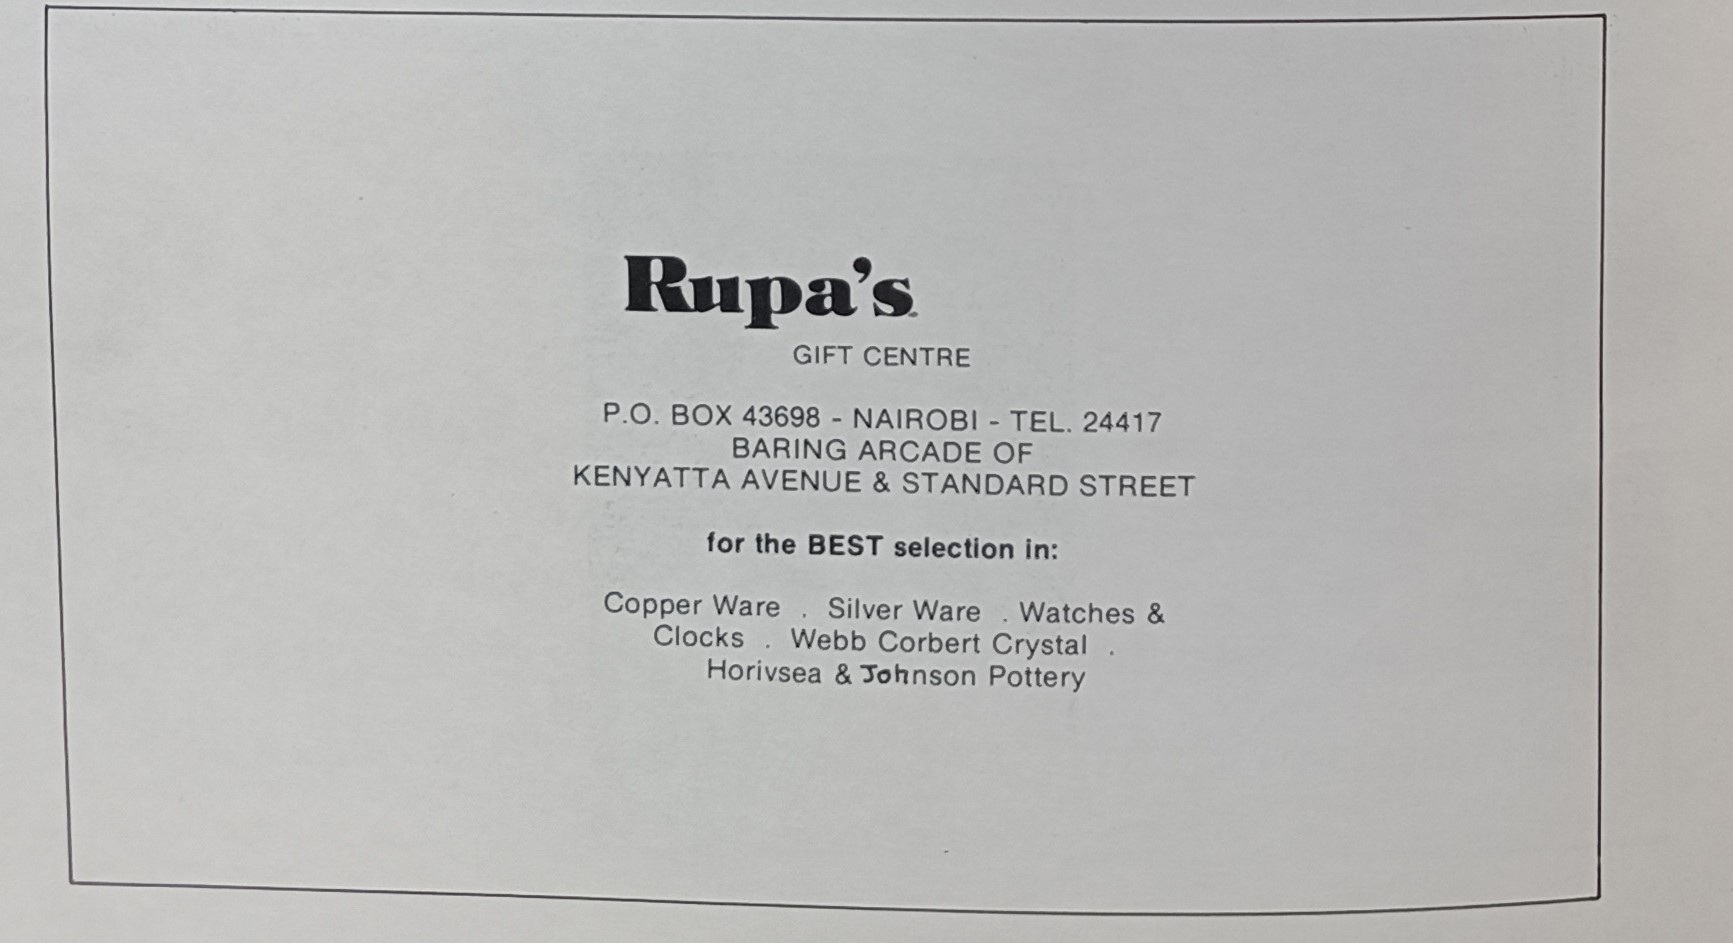 Rupa's
GIFT CENTRE
P.O. BOX 43698 - NAIROBI - TEL. 24417
BARING ARCADE OF
KENYATTA AVENUE & STANDARD STREET
for the BEST selection in:
Copper Ware . Silver Ware . Watches &
Clocks . Webb Corbert Crystal .
Horivsea & Johnson Pottery